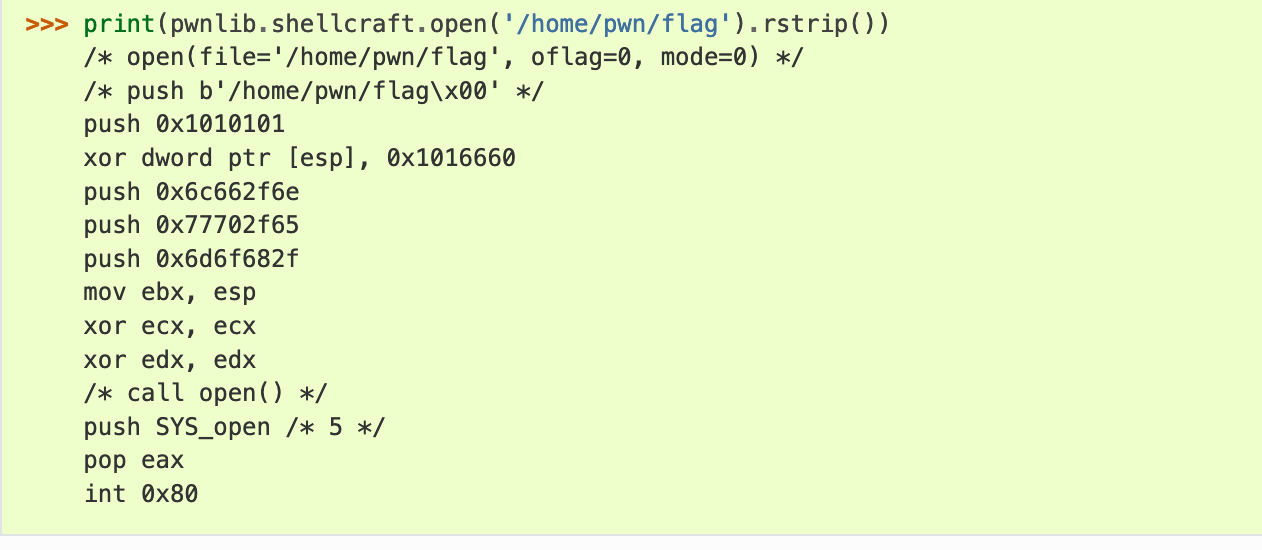 >>> print(pwnlib.shellcraft.open('/home/pwn/flag').rstrip())
/* open(file='/home/pwn/flag', oflag=0, mode=0) */
/* push b'/home/pwn/flag\x00' */
push 0x1010101
xor dword ptr [esp], 0x1016660
push 0x6c662f6e
push 0x77702f65
push 0x6d6f682f
mov ebx, esp
xor ecx, ecx
xor edx, edx
/* call open() */
push SYS_open /* 5 */
pop eax
int 0x80